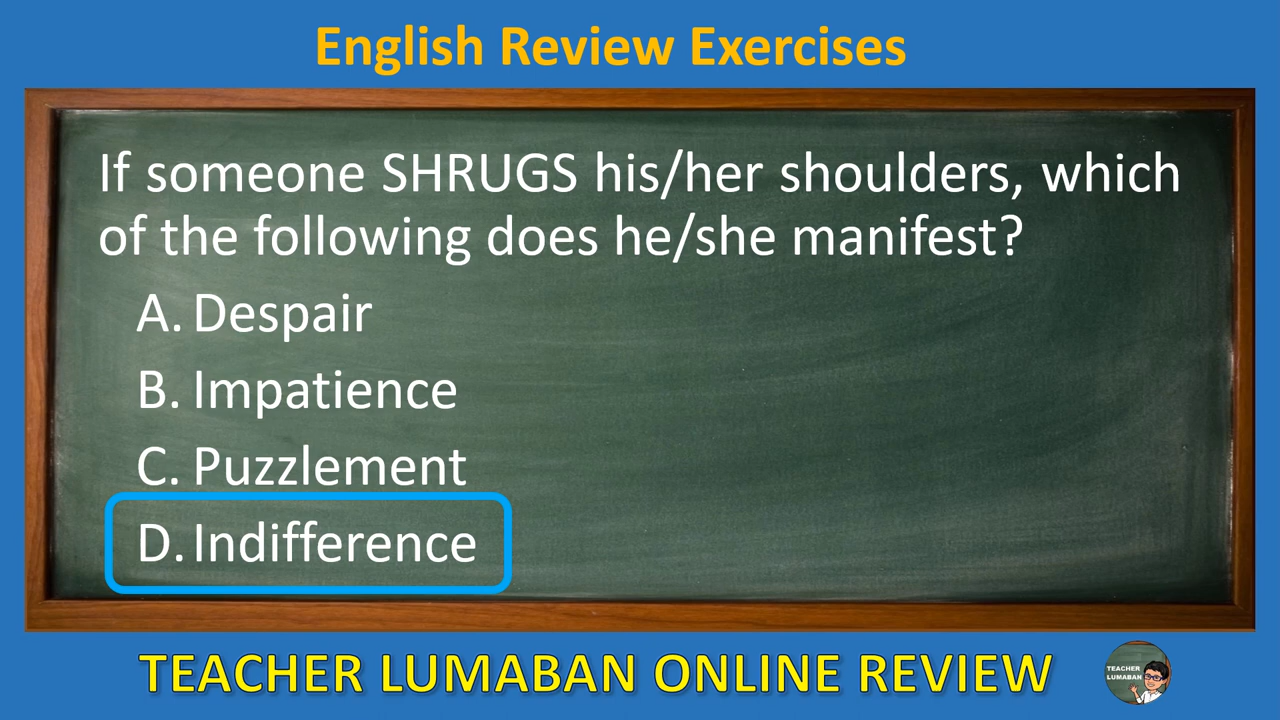 English Review Exercises
If someone SHRUGS his/her shoulders, which
of the following does he/she manifest?
A. Despair
B. Impatience
C. Puzzlement
D. Indifference
TEACHER LUMABAN ONLINE REVIEW
TEACHER
LUMABAN